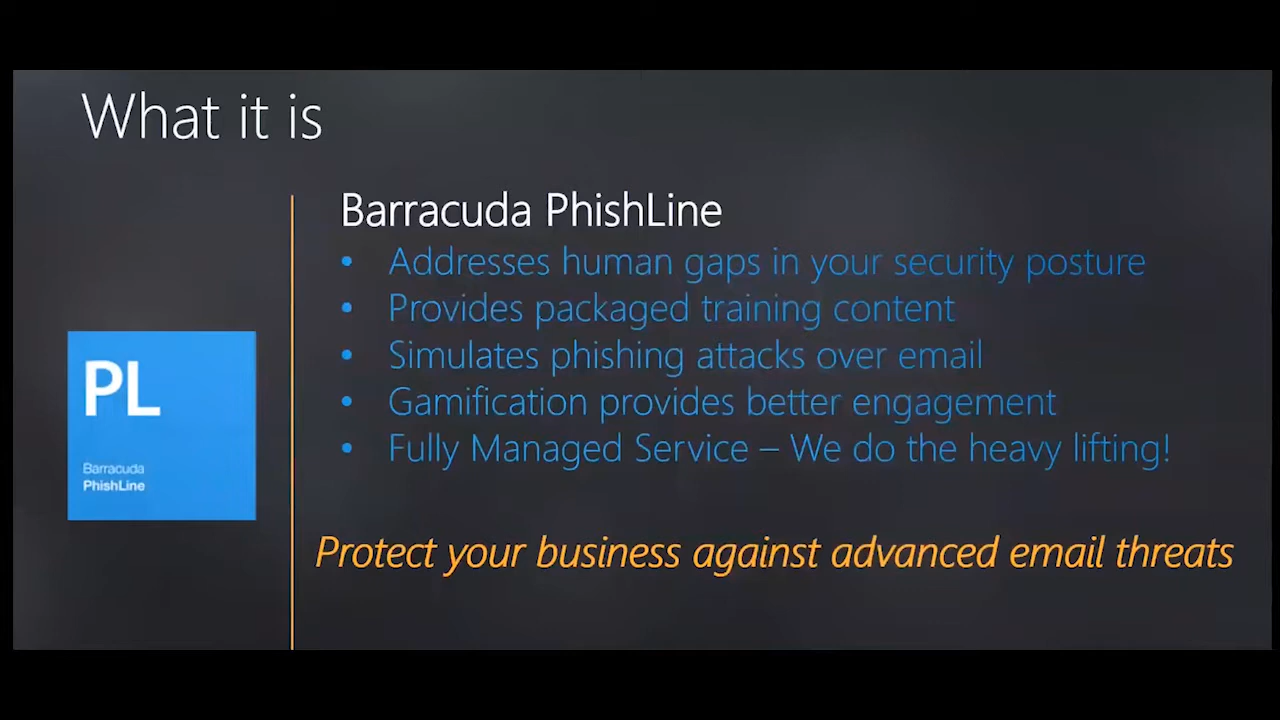 What it is
Barracuda PhishLine
• Addresses human gaps in your security posture
• Provides packaged training content
• Simulates phishing attacks over email
• Gamification provides better engagement
• Fully Managed Service – We do the heavy lifting!
PL
Barracuda
PhishLine
Protect your business against advanced email threats